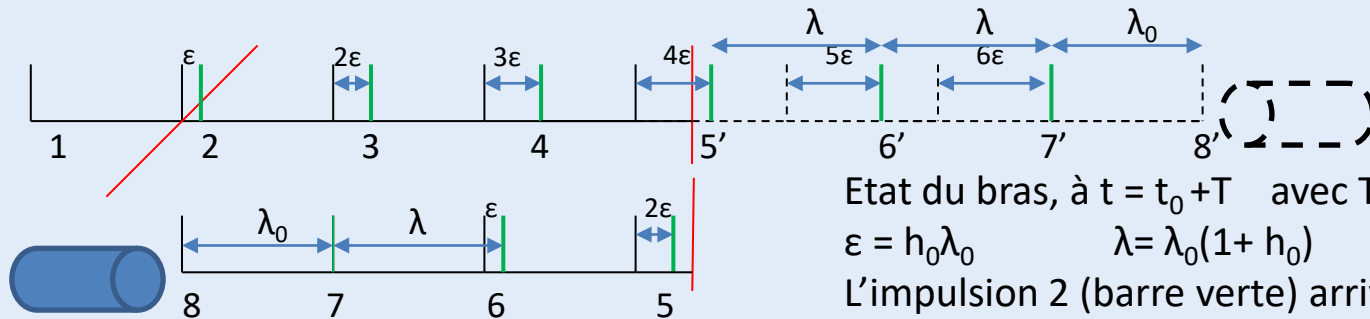 λ λ λ₀
ε 2ε 3ε 4ε 5ε 6ε
1 2 3 4 5' 6' 7' 8'
Etat du bras, à t = t₀ +T avec T
λ₀ λ ε 2ε
ε = h₀λ₀ λ= λ₀(1+ h₀)
8 7 6 5
L'impulsion 2 (barre verte) arriv